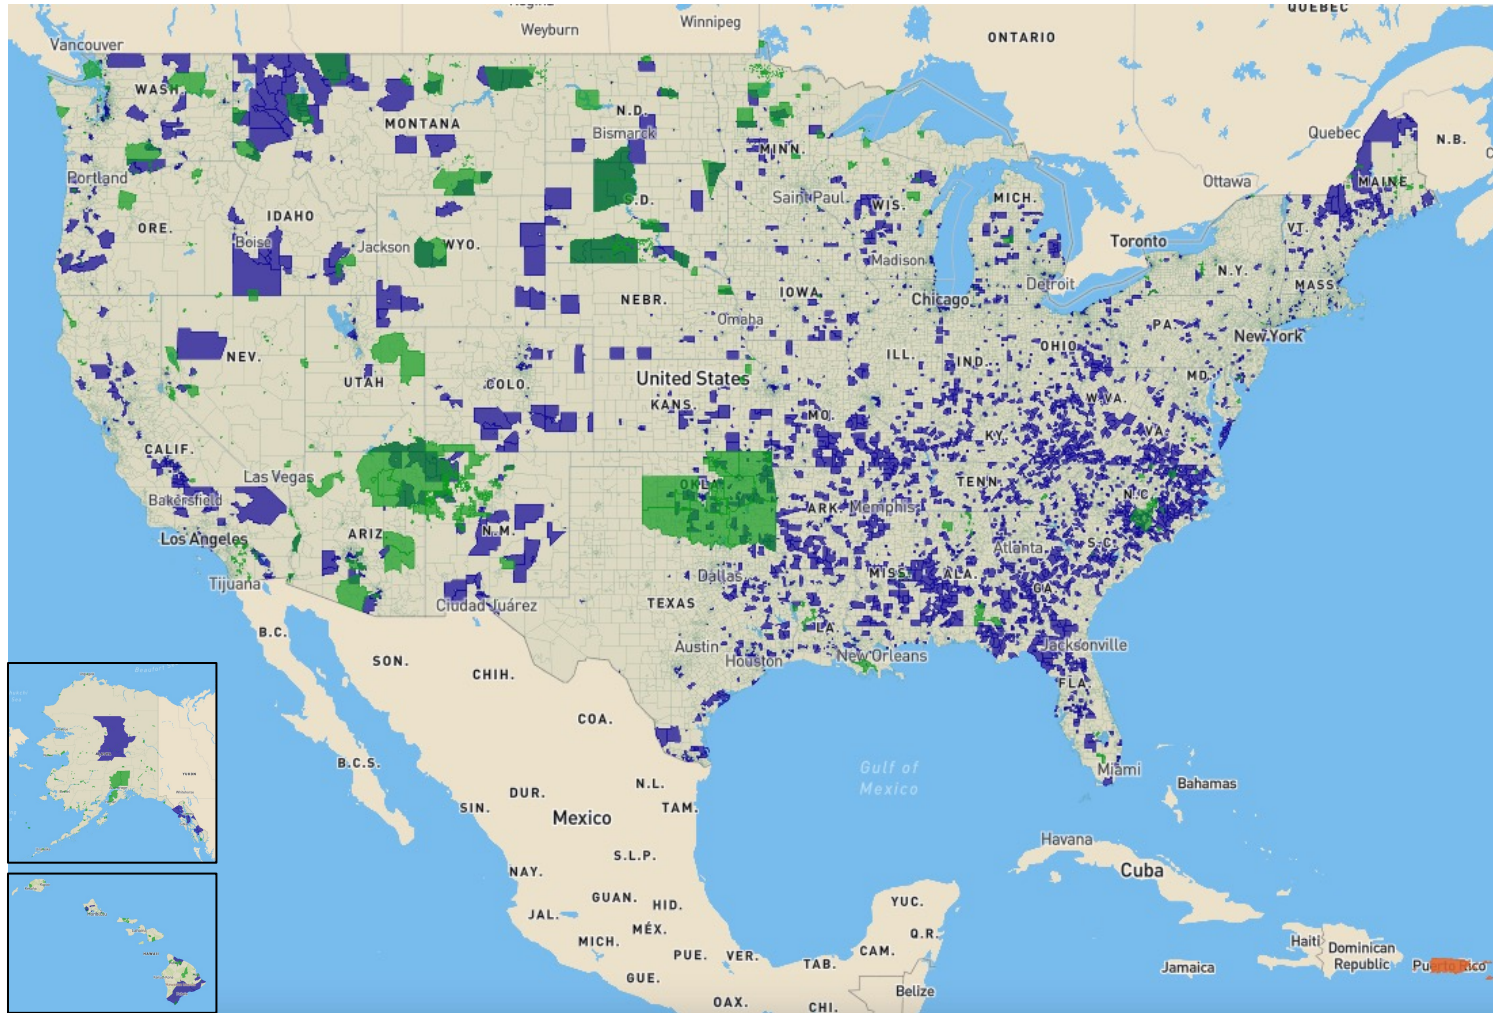 Regina
QUEBEC
Winnipeg
Weyburn
ONTARIO
Vancouver
WASH.
N.D.
MONTANA
Bismarck
Quebec
N.B.
MINN.
Portland
Ottawa
MAINE
Saint Paul
WIS.
MICH.
S.D.
IDAHO
ORE.
Boise
Jackson
WYO.
Toronto
VT.
Madison
N.Y.
Detroit
MASS.
NEBR.
IOWA
Chicago
Omaha
PA.
New York
NEV.
ILL.
IND.
OHIO
UTAH
COLO.
United States
MD.
KANS.
W.VA.
MO.
VA.
KY.
CALIF.
Las Vegas
OKLA.
TENN.
N.C.
Bakersfield
ARK.
Memphis
Los Angeles
ARIZ.
N.M.
Atlanta
S.C.
Tijuana
Dallas
MISS.
ALA.
GA.
Ciudad Juárez
TEXAS
B.C.
LA.
Austin
Houston
New Orleans
Jacksonville
SON.
CHIH.
FLA.
COA.
B.C.S.
Gulf of
Mexico
Miami
Bahamas
N.L.
DUR.
SIN.
TAM.
Mexico
Havana
S.L.P.
Cuba
NAY.
GUAN.
HID.
YUC.
JAL.
MÉX.
Q.R.
MICH.
PUE.
VER.
CAM.
Haiti
Dominican
Republic
TAB.
Jamaica
Puerto Rico
GUE.
Belize
OAX.
CHI.